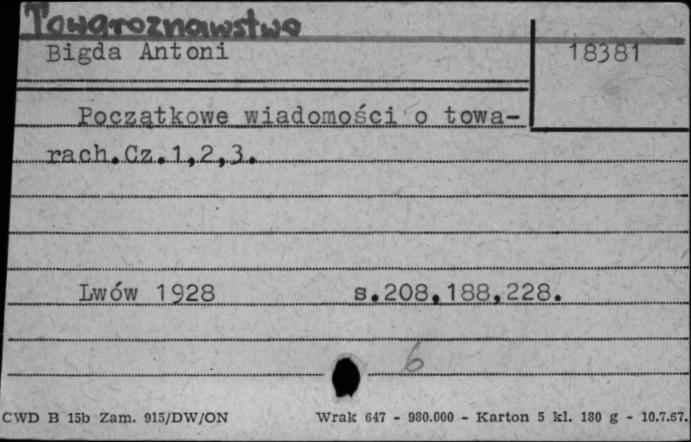 Towaroznawstwo
Bigda Antoni
18381
Początkowe wiadomości o towa-
rach.Cz.1,2,3.
Lwów 1928 s.208,188,228.
6
CWD B 15b Zam. 915/DW/ON Wrak 647 - 980.000 - Karton 5 kl. 180 g - 10.7.67.